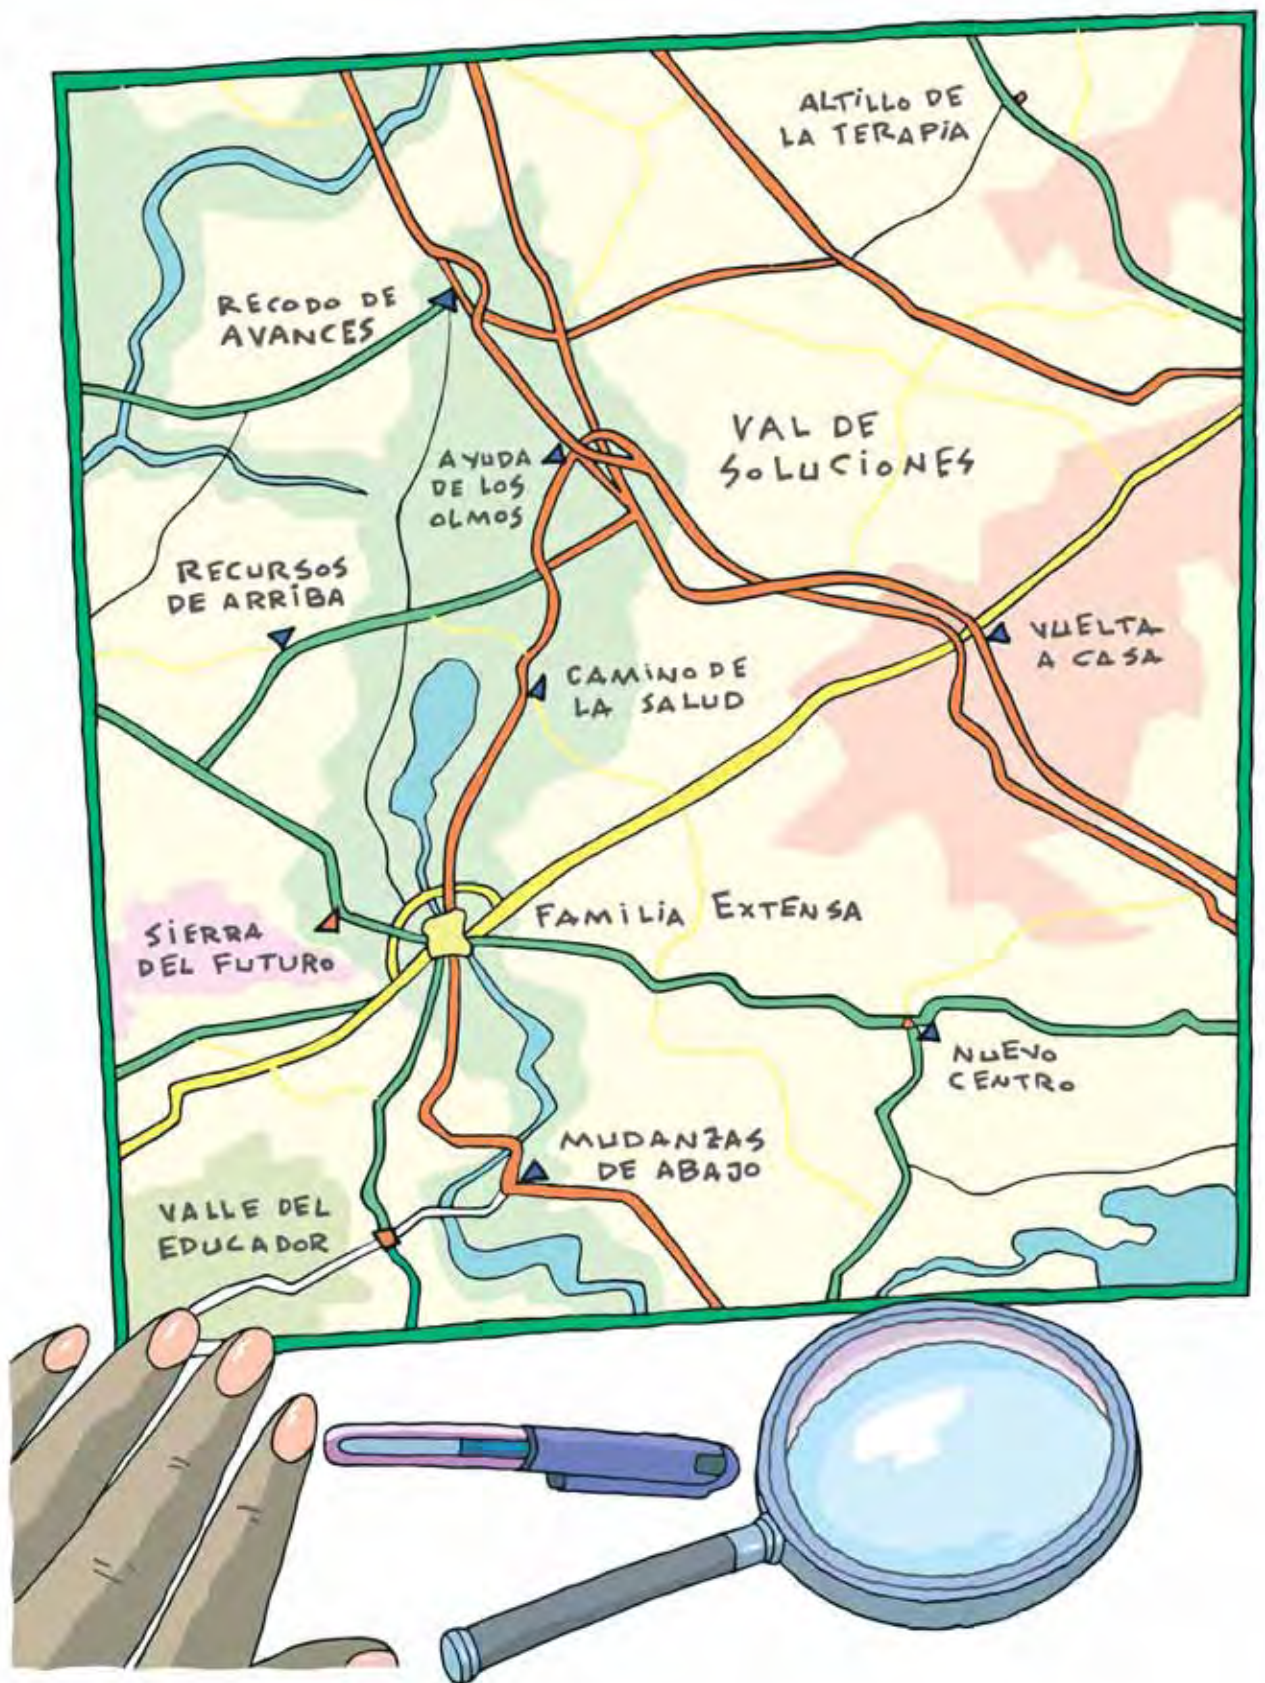 ALTILLO DE
LA TERAPIA
RECODO DE
AVANCES
VAL DE
SOLUCIONES
AYUDA
DE LOS
OLMOS
RECURSOS
DE ARRIBA
VUELTA
A CASA
CAMINO DE
LA SALUD
FAMILIA EXTENSA
SIERRA
DEL FUTURO
NUEVO
CENTRO
MUDANZAS
DE ABAJO
VALLE DEL
EDUCADOR